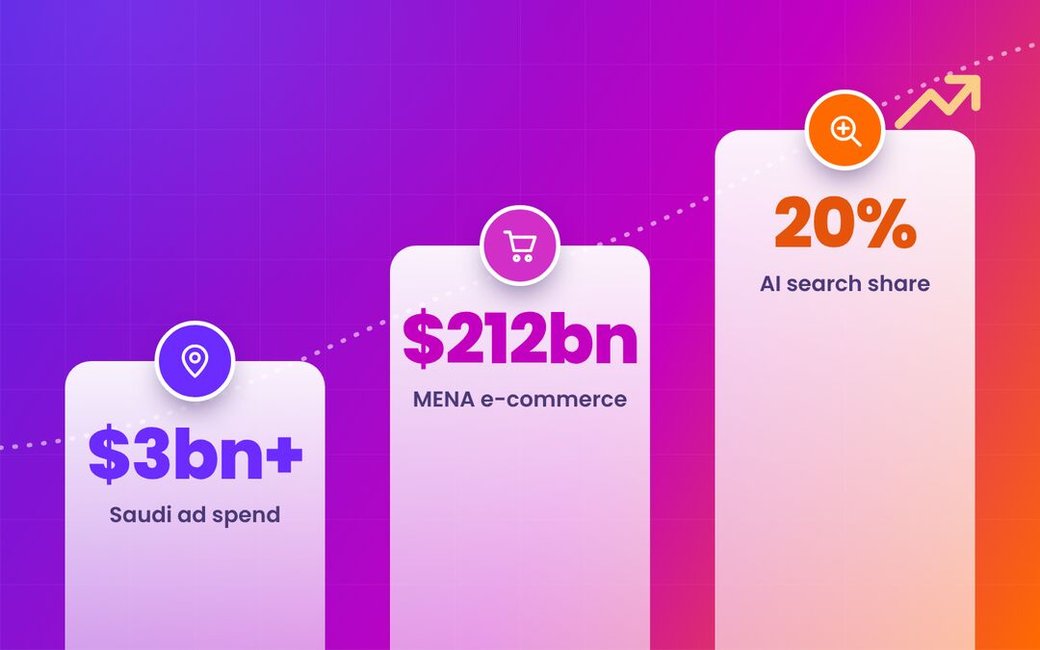 $3bn+
Saudi ad spend
$212bn
MENA e-commerce
20%
AI search share